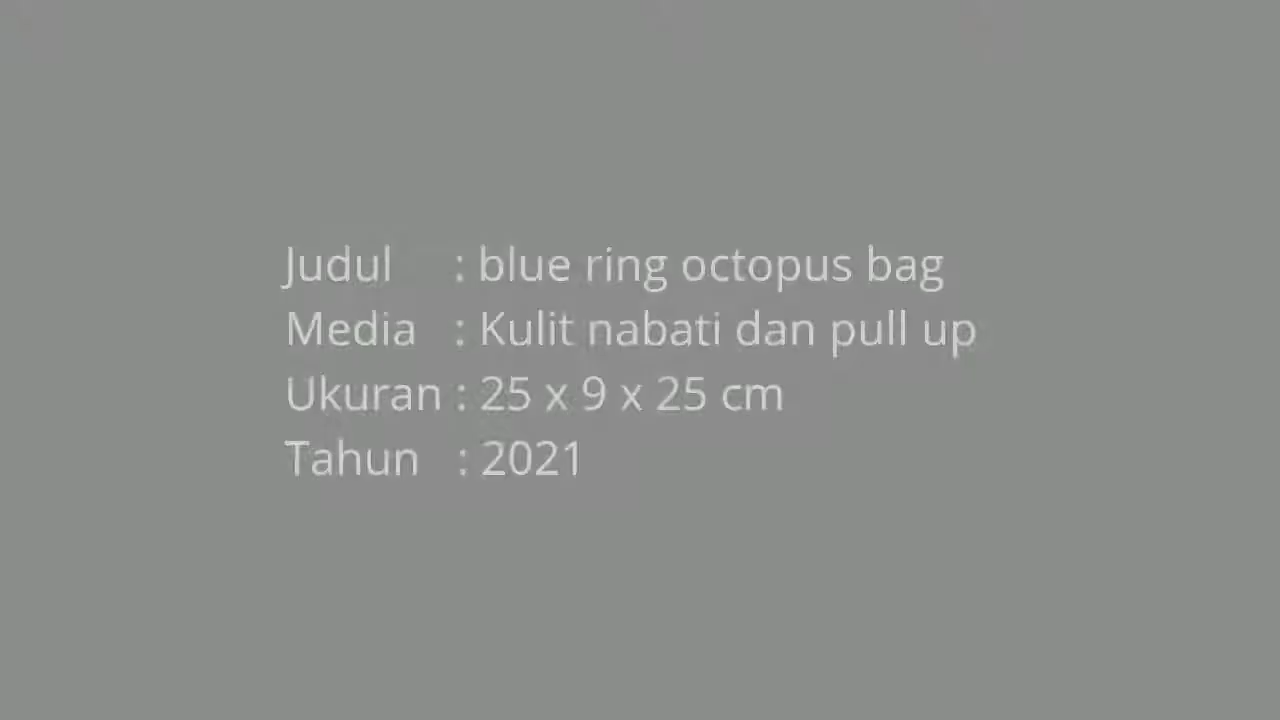 Judul : blue ring octopus bag
Media : Kulit nabati dan pull up
Ukuran : 25 x 9 x 25 cm
Tahun : 2021